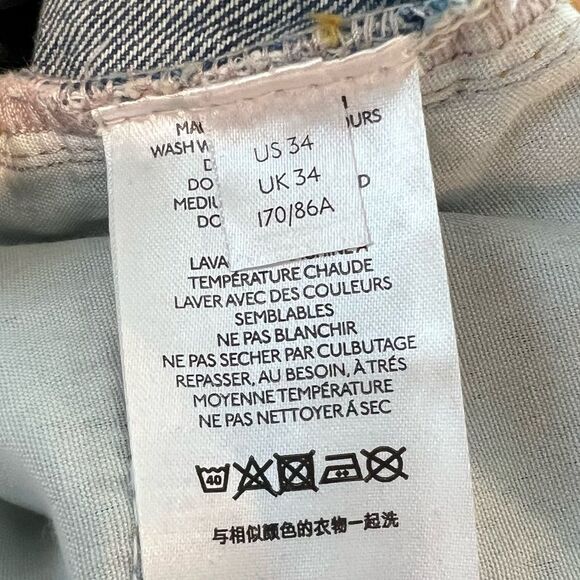 US 34
UK 34
170/86A
URS
WASH
D
TEMPÉRATURE CHAUDE
LAVER AVEC DES COULEURS
SEMBLABLES
NE PAS BLANCHIR
NE PAS SECHER PAR CULBUTAGE
REPASSER, AU BESOIN, À TRÉS
MOYENNE TEMPÉRATURE
NE PAS NETTOYER Á SEC
40
与相似颜色的衣物一起洗